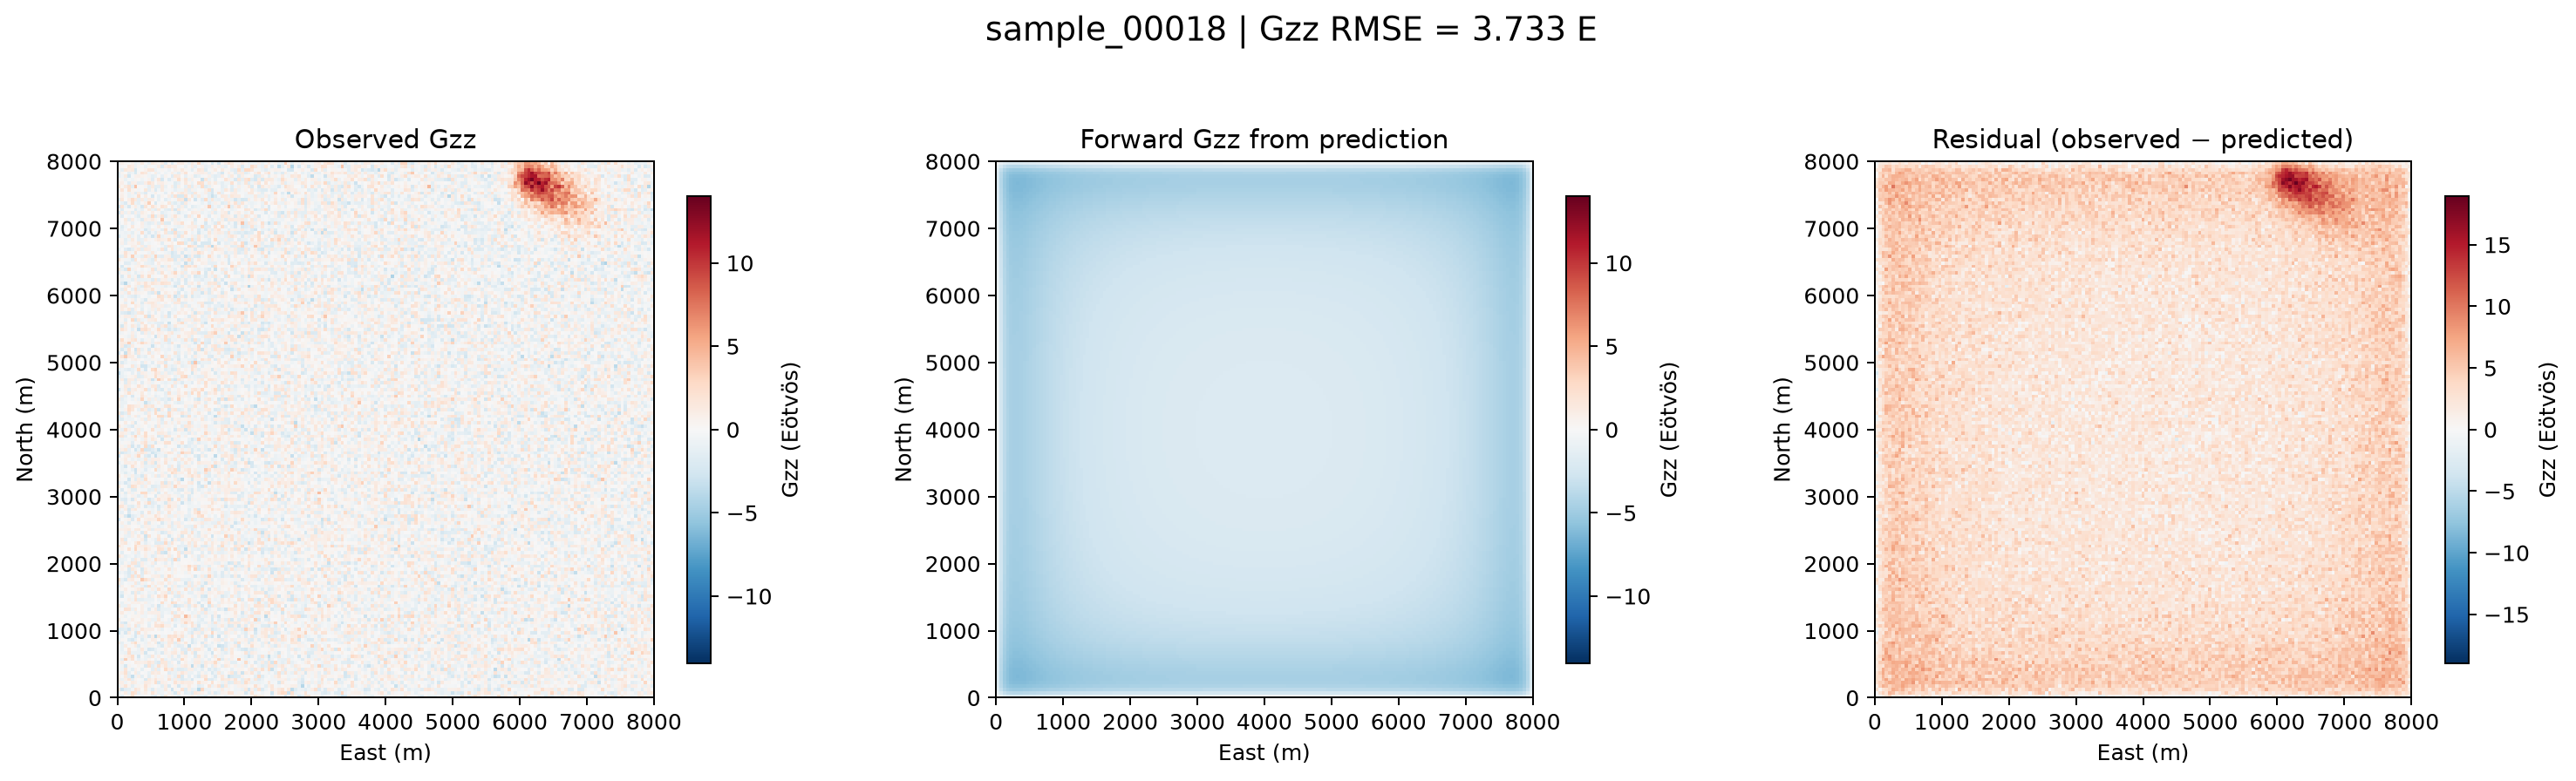 sample_00018 | Gzz RMSE = 3.733 E
Observed Gzz
8000
7000
6000
5000
4000
3000
2000
1000
0
North (m)
0 1000 2000 3000 4000 5000 6000 7000 8000
East (m)
10
5
0
−5
−10
Gzz (Eötvös)
Forward Gzz from prediction
8000
7000
6000
5000
4000
3000
2000
1000
0
North (m)
0 1000 2000 3000 4000 5000 6000 7000 8000
East (m)
10
5
0
−5
−10
Gzz (Eötvös)
Residual (observed − predicted)
8000
7000
6000
5000
4000
3000
2000
1000
0
North (m)
0 1000 2000 3000 4000 5000 6000 7000 8000
East (m)
15
10
5
0
−5
−10
−15
Gzz (Eötvös)